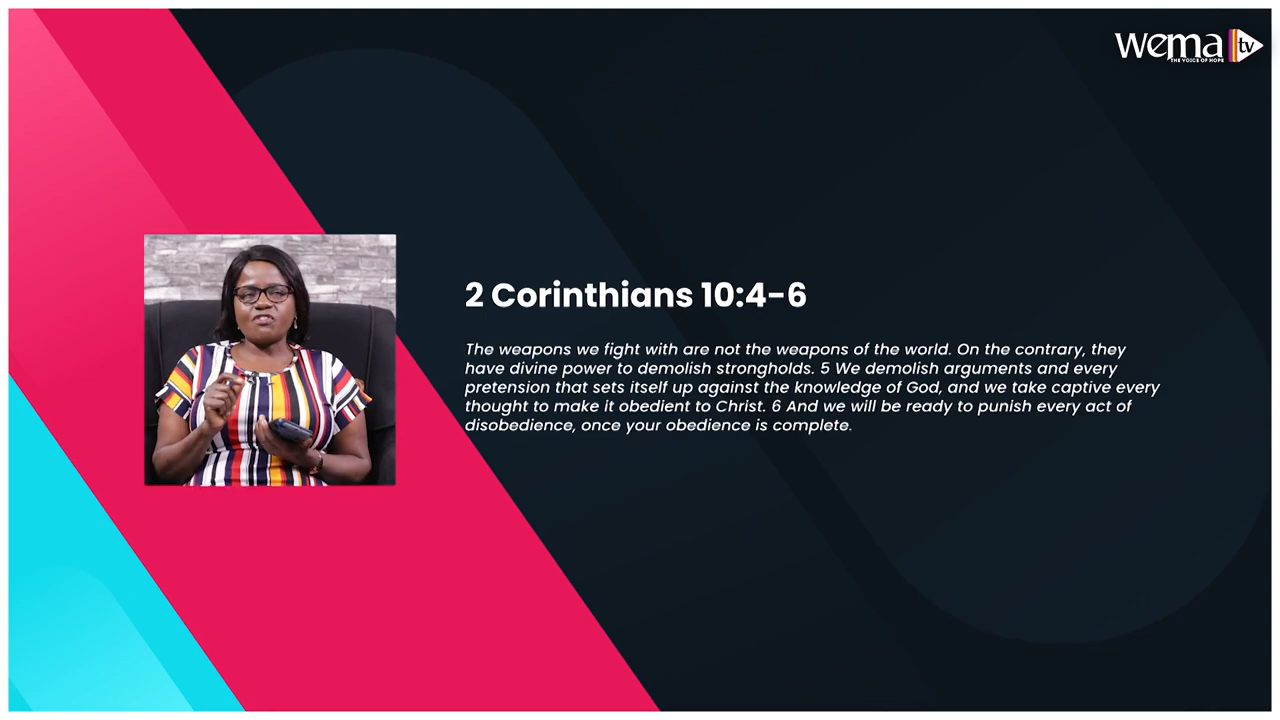 wema tv
THE VOICE OF HOPE
2 Corinthians 10:4-6
The weapons we fight with are not the weapons of the world. On the contrary, they
have divine power to demolish strongholds. 5 We demolish arguments and every
pretension that sets itself up against the knowledge of God, and we take captive every
thought to make it obedient to Christ. 6 And we will be ready to punish every act of
disobedience, once your obedience is complete.